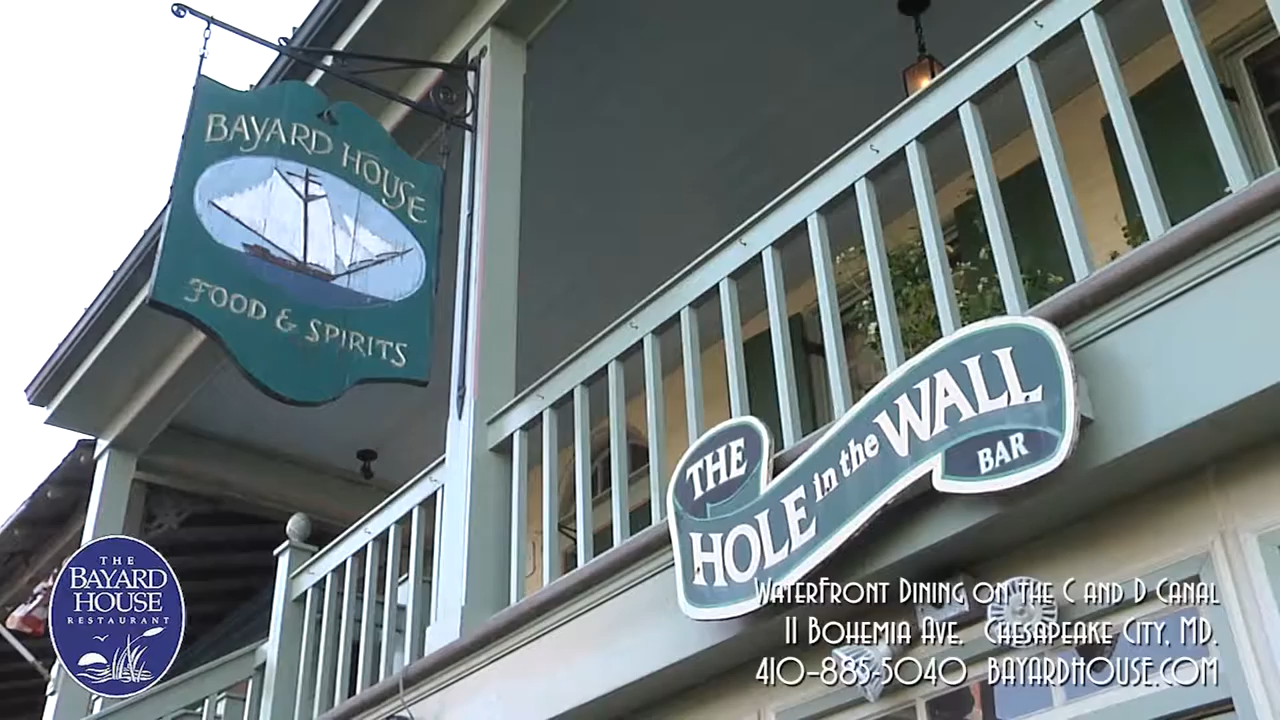 BAYARD HOUSE
FOOD & SPIRITS
THE
HOLE in the WALL
BAR
THE
BAYARD
HOUSE
RESTAURANT
WATERFRONT DINING ON THE C AND D CANAL
11 BOHEMIA AVE. CHESAPEAKE CITY, MD.
410-885-5040 BAYARDHOUSE.COM